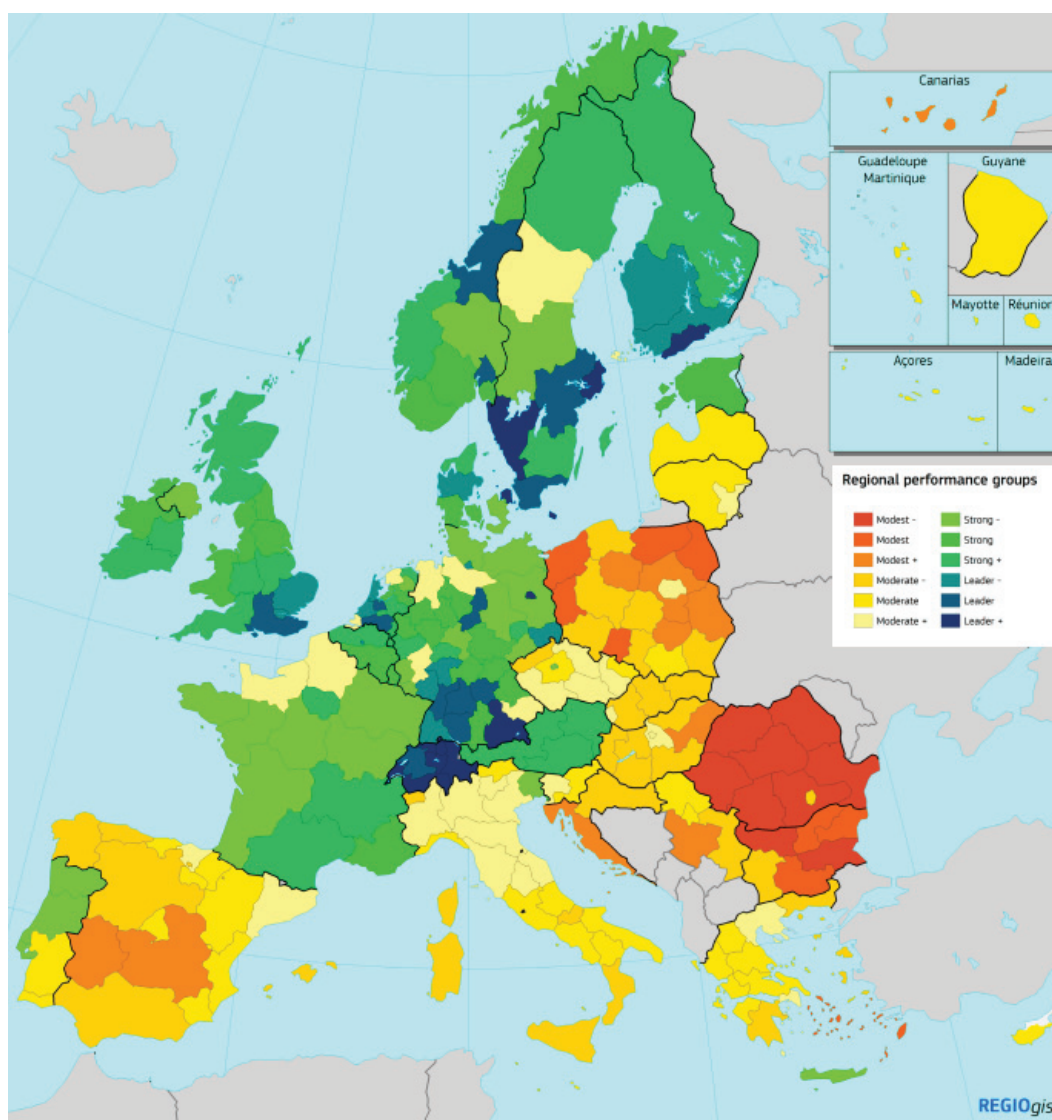 Canarias
Guadeloupe
Martinique
Guyane
Mayotte
Réunion
Açores
Madeira
Regional performance groups
Modest -
Modest
Modest +
Moderate -
Moderate
Moderate +
Strong -
Strong
Strong +
Leader -
Leader
Leader +
REGIOgis